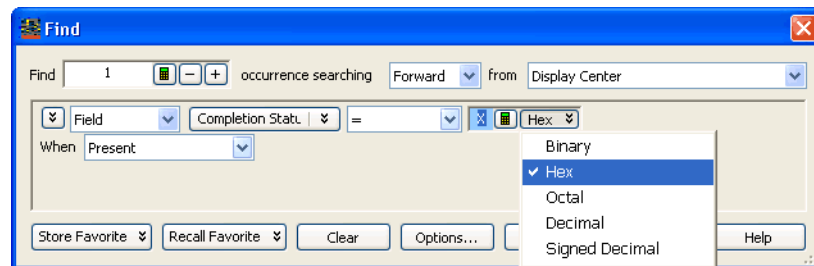 Find
Find 1 - + occurrence searching Forward from Display Center
Field Completion Statu = X Hex
When Present
Binary
Hex
Octal
Decimal
Signed Decimal
Store Favorite Recall Favorite Clear Options... Help